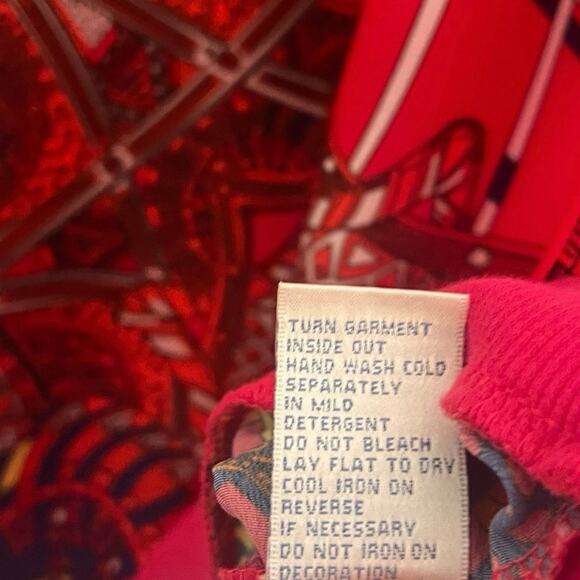 TURN GARMENT
INSIDE OUT
HAND WASH COLD
SEPARATELY
IN MILD
DETERGENT
DO NOT BLEACH
LAY FLAT TO DRY
COOL IRON ON
REVERSE
IF NECESSARY
DO NOT IRON ON
DECORATION